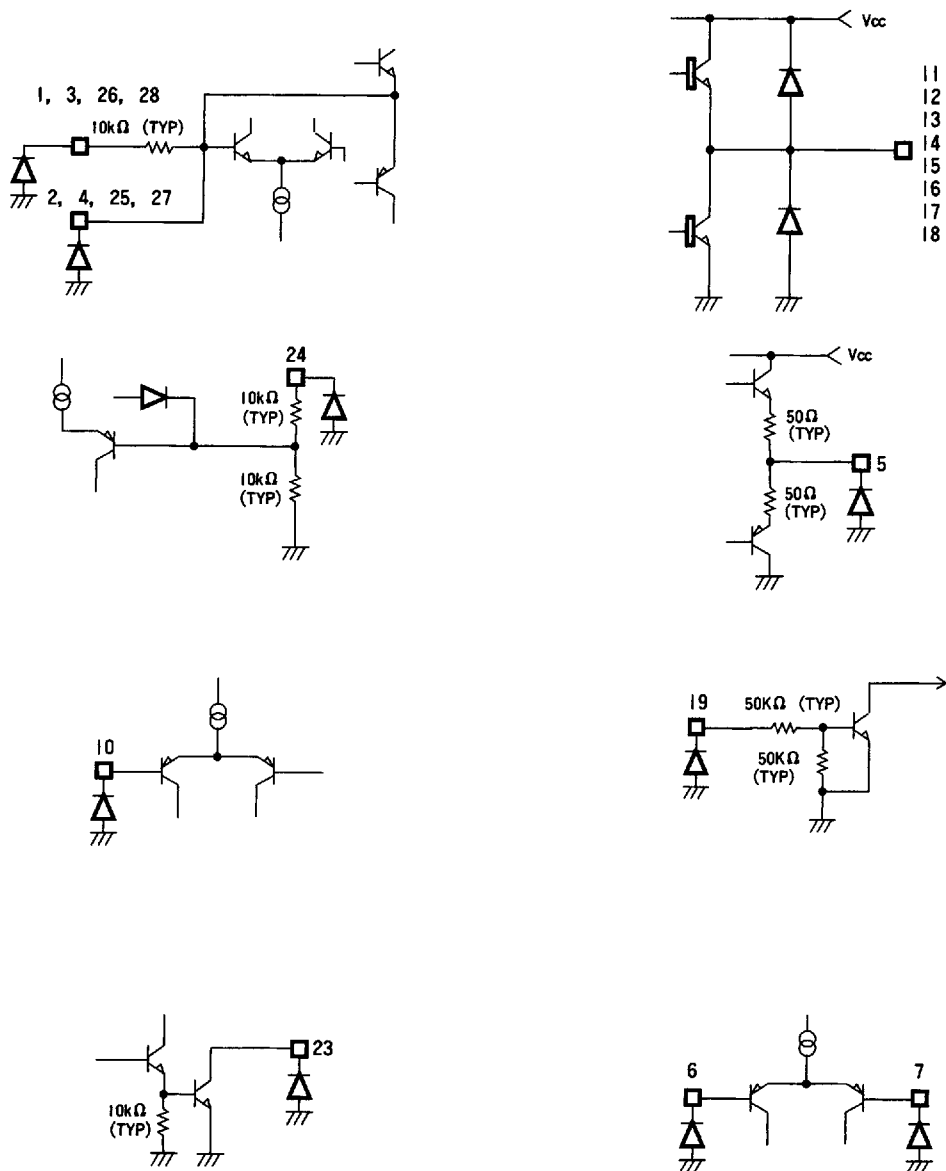 1, 3, 26, 28
10kΩ (TYP)
2, 4, 25, 27
Vcc
11
12
13
14
15
16
17
18
24
10kΩ
(TYP)
10kΩ
(TYP)
Vcc
50Ω
(TYP)
5
50Ω
(TYP)
10
19
50KΩ (TYP)
50KΩ
(TYP)
23
10kΩ
(TYP)
6
7